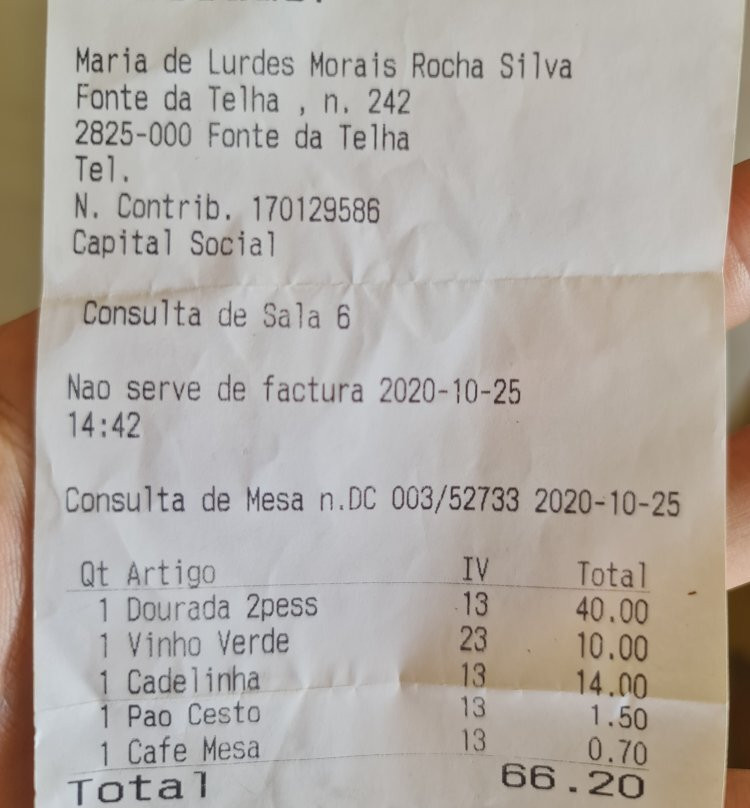 Maria de Lurdes Morais Rocha Silva
Fonte da Telha , n. 242
2825-000 Fonte da Telha
Tel.
N. Contrib. 170129586
Capital Social
Consulta de Sala 6
Nao serve de factura 2020-10-25
14:42
Consulta de Mesa n.DC 003/52733 2020-10-25
Qt Artigo IV Total
1 Dourada 2pess 13 40.00
1 Vinho Verde 23 10.00
1 Cadelinha 13 14.00
1 Pao Cesto 13 1.50
1 Cafe Mesa 13 0.70
Total 66.20